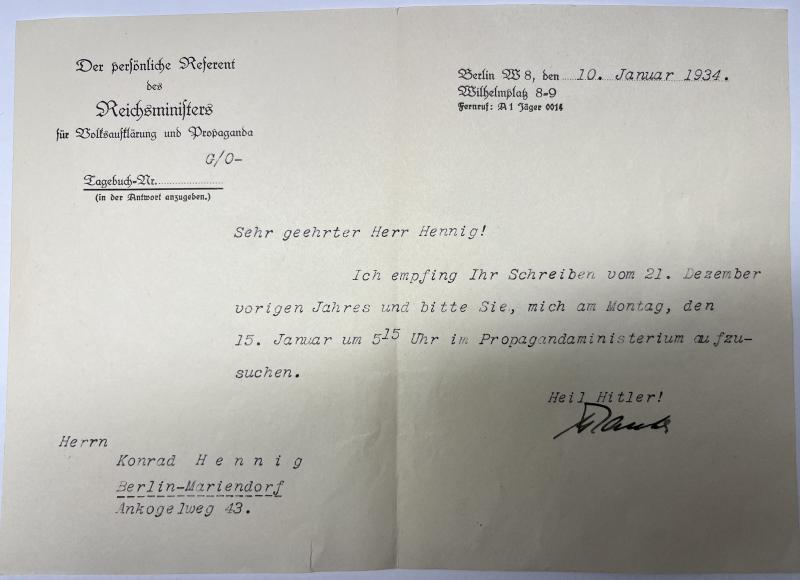 Der persönliche Referent
des
Reichsministers
für Volksaufklärung und Propaganda
G/O-
Tagebuch-Nr.
(in der Antwort anzugeben.)
Berlin W 8, den 10. Januar 1934.
Wilhelmplatz 8-9
Fernruf: A 1 Jäger 0014
Sehr geehrter Herr Hennig!
Ich empfing Ihr Schreiben vom 21. Dezember
vorigen Jahres und bitte Sie, mich am Montag, den
15. Januar um 5 15 Uhr im Propagandaministerium aufzu-
suchen.
Heil Hitler!
Herrn
Konrad Hennig
Berlin-Mariendorf
Ankogelweg 43.